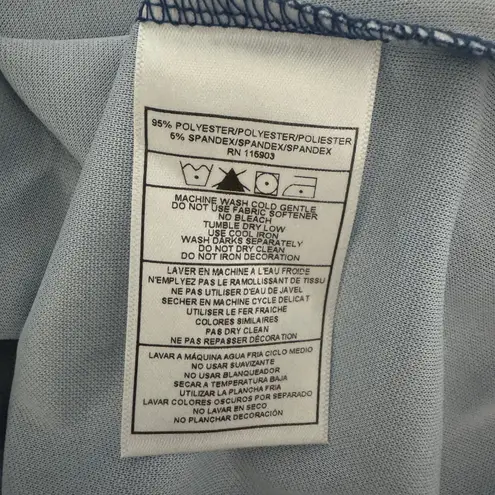 95% POLYESTER/POLYESTER/POLIESTER
5% SPANDEX/SPANDEX/SPANDEX
RN 115903
MACHINE WASH COLD GENTLE
DO NOT USE FABRIC SOFTENER
NO BLEACH
TUMBLE DRY LOW
USE COOL IRON
WASH DARKS SEPARATELY
DO NOT DRY CLEAN
DO NOT IRON DECORATION
LAVER EN MACHINE A L'EAU FROIDE
N'EMPLYEZ PAS LE RAMOLLISSANT DE TISSU
NE PAS UTILISER D'EAU DE JAVEL
SECHER EN MACHINE CYCLE DELICAT
UTILISER LE FER FRAICHE
COLORES SIMILAIRES
PAS DRY CLEAN
NE PAS REPASSER DÉCORATION
LAVAR A MÁQUINA AGUA FRIA CICLO MEDIO
NO USAR SUAVIZANTE
NO USAR BLANQUEADOR
SECAR A TEMPERATURA BAJA
UTILIZAR LA PLANCHA FRIA
LAVAR COLORES OSCUROS POR SEPARADO
NO LAVAR EN SECO
NO PLANCHAR DECORACIÓN